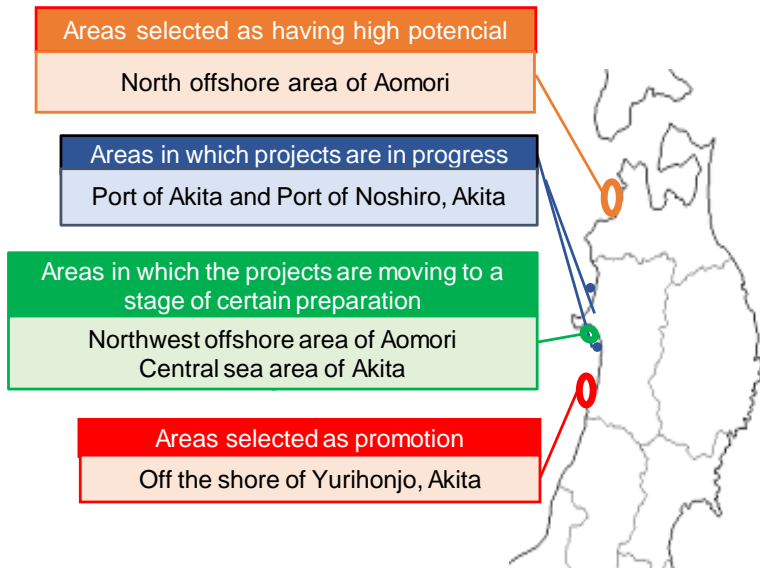 Areas selected as having high potencial
North offshore area of Aomori
Areas in which projects are in progress
Port of Akita and Port of Noshiro, Akita
Areas in which the projects are moving to a
stage of certain preparation
Northwest offshore area of Aomori
Central sea area of Akita
Areas selected as promotion
Off the shore of Yurihonjo, Akita